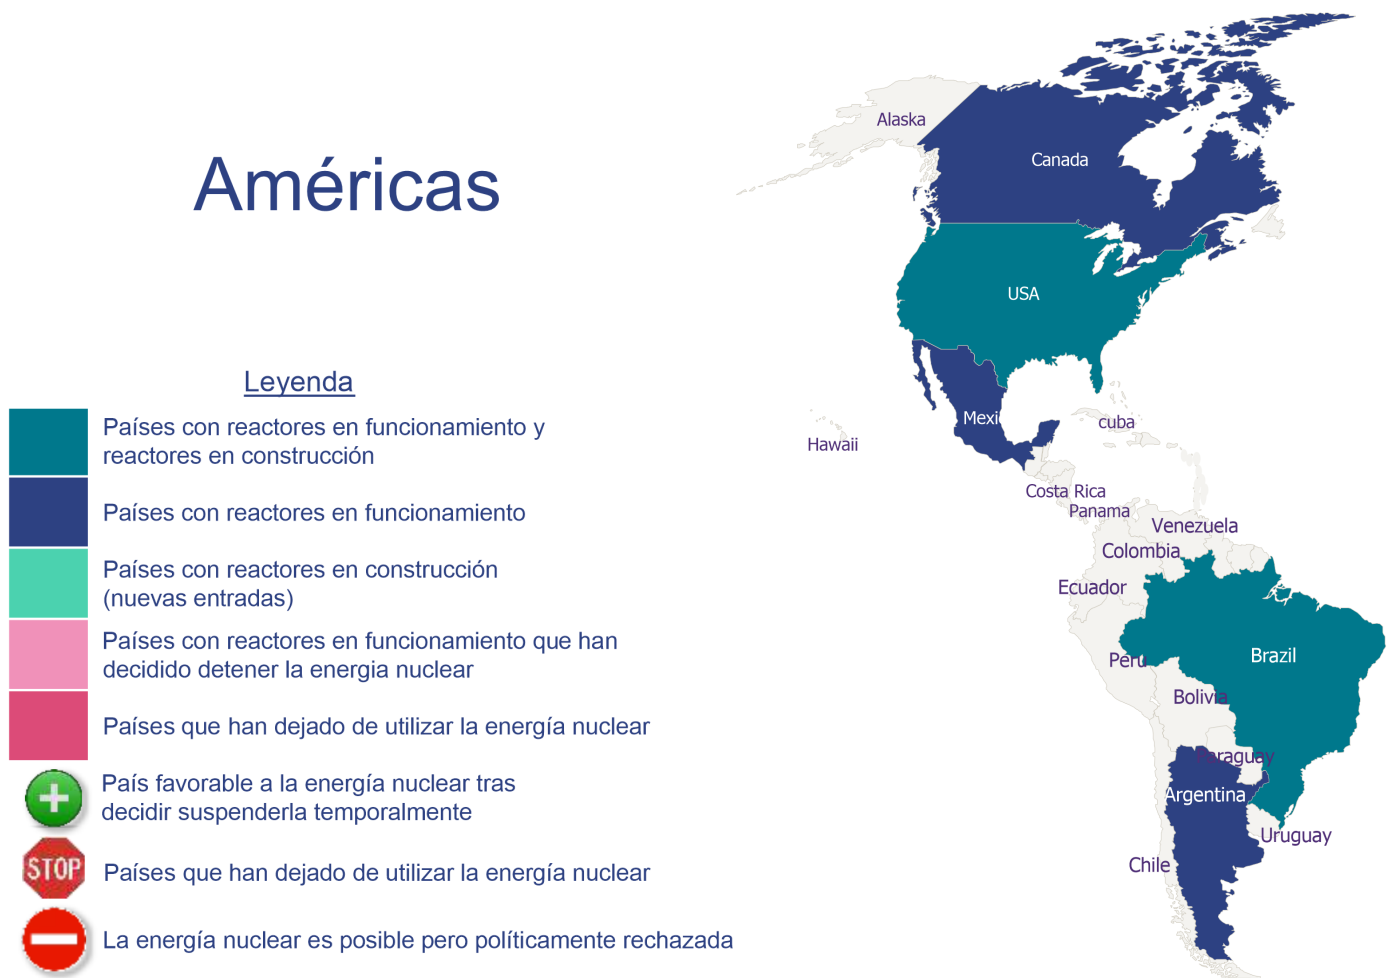 Américas
Leyenda
Países con reactores en funcionamiento y
reactores en construcción
Países con reactores en funcionamiento
Países con reactores en construcción
(nuevas entradas)
Países con reactores en funcionamiento que han
decidido detener la energia nuclear
Países que han dejado de utilizar la energía nuclear
País favorable a la energía nuclear tras
decidir suspenderla temporalmente
STOP
Países que han dejado de utilizar la energía nuclear
La energía nuclear es posible pero políticamente rechazada
Alaska
Canada
USA
Mexi
cuba
Hawaii
Costa Rica
Panama
Venezuela
Colombia
Ecuador
Peru
Brazil
Bolivia
Paraguay
Argentina
Uruguay
Chile